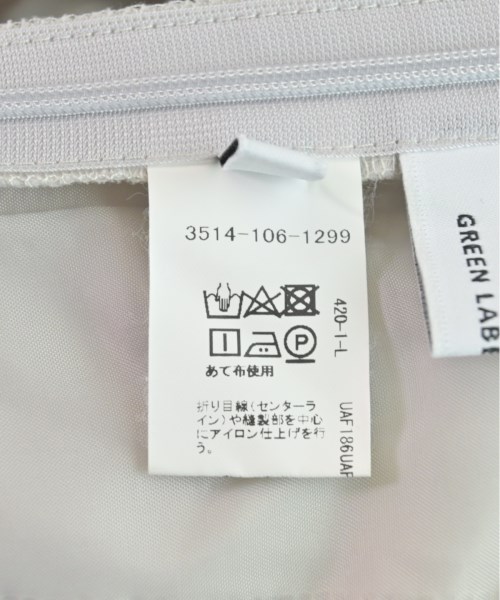 3514-106-1299
あて布使用
折り目線(センターラ
イン)や縫製部を中心
にアイロン仕上げを行
う。
420-1-L
UAF186UAF
GREEN LABE